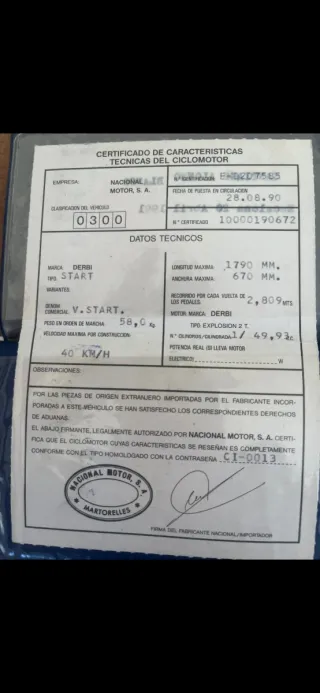 CERTIFICADO DE CARACTERISTICAS
TECNICAS DEL CICLOMOTOR
EMPRESA: NACIONAL MOTOR, S. A.
Nº IDENTIFICACION
FECHA DE PUESTA EN CIRCULACION
28.08.90
CLASIFICACION DEL VEHICULO
0300
Nº CERTIFICADO 10000190672
DATOS TECNICOS
MARCA DERBI
TIPO START
VARIANTES:
DENOM. COMERCIAL V.START.
PESO EN ORDEN DE MARCHA: 58,0 Kg
VELOCIDAD MAXIMA POR CONSTRUCCION:
40 KM/H
LONGITUD MAXIMA 1790 MM.
ANCHURA MAXIMA 670 MM.
RECORRIDO POR CADA VUELTA DE LOS PEDALES 2,809 MTS.
MOTOR MARCA: DERBI
TIPO: EXPLOSION 2 T.
Nº CILINDROS/CILINDRADA: 1/ 49,93
POTENCIA REAL (SI LLEVA MOTOR ELECTRICO) W
OBSERVACIONES:
POR LAS PIEZAS DE ORIGEN EXTRANJERO IMPORTADAS POR EL FABRICANTE INCOR-
PORADAS A ESTE VEHICULO SE HAN SATISFECHO LOS CORRESPONDIENTES DERECHOS
DE ADUANAS.
EL ABAJO FIRMANTE, LEGALMENTE AUTORIZADO POR NACIONAL MOTOR, S. A. CERTI-
FICA QUE EL CICLOMOTOR CUYAS CARACTERISTICAS SE RESEÑAN ES COMPLETAMENTE
CONFORME CON EL TIPO HOMOLOGADO CON LA CONTRASEÑA CI-0013
NACIONAL MOTOR, S. A.
MARTORELLES
FIRMA DEL FABRICANTE NACIONAL/IMPORTADOR